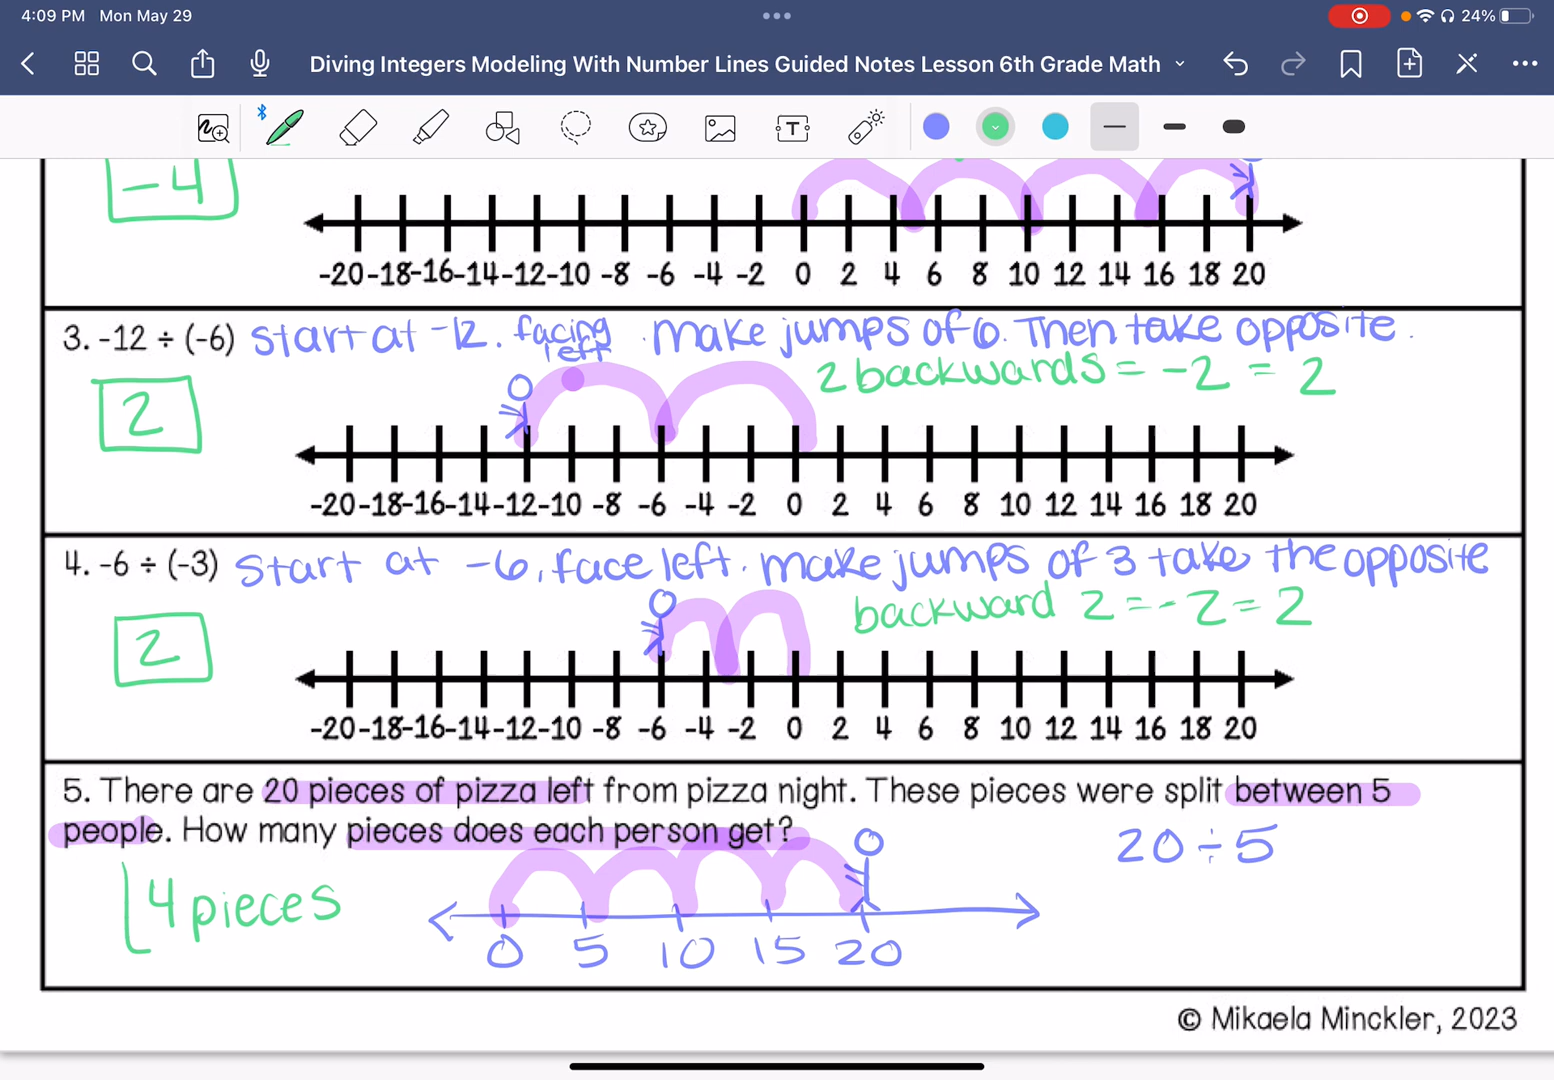 4:09 PM Mon May 29
24%
Diving Integers Modeling With Number Lines Guided Notes Lesson 6th Grade Math
T
-4
-20 -18 -16 -14 -12 -10 -8 -6 -4 -2 0 2 4 6 8 10 12 14 16 18 20
3. -12 ÷ (-6) start at -12. facing left. make jumps of 6. Then take opposite.
2 backwards = -2 = 2
2
-20 -18 -16 -14 -12 -10 -8 -6 -4 -2 0 2 4 6 8 10 12 14 16 18 20
4. -6 ÷ (-3) Start at -6, face left. make jumps of 3 take the opposite
backward 2 = -2 = 2
2
-20 -18 -16 -14 -12 -10 -8 -6 -4 -2 0 2 4 6 8 10 12 14 16 18 20
5. There are 20 pieces of pizza left from pizza night. These pieces were split between 5
people. How many pieces does each person get?
20 ÷ 5
4 pieces
0 5 10 15 20
© Mikaela Minckler, 2023